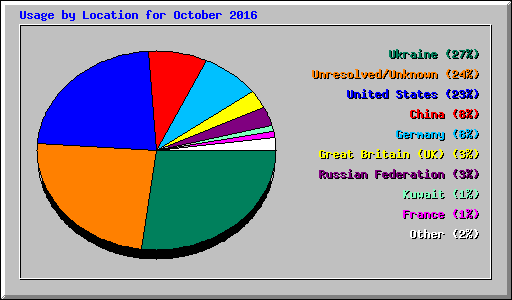 Usage by Location for October 2016
Ukraine (27%)
Unresolved/Unknown (24%)
United States (23%)
China (8%)
Germany (8%)
Great Britain (UK) (3%)
Russian Federation (3%)
Kuwait (1%)
France (1%)
Other (2%)